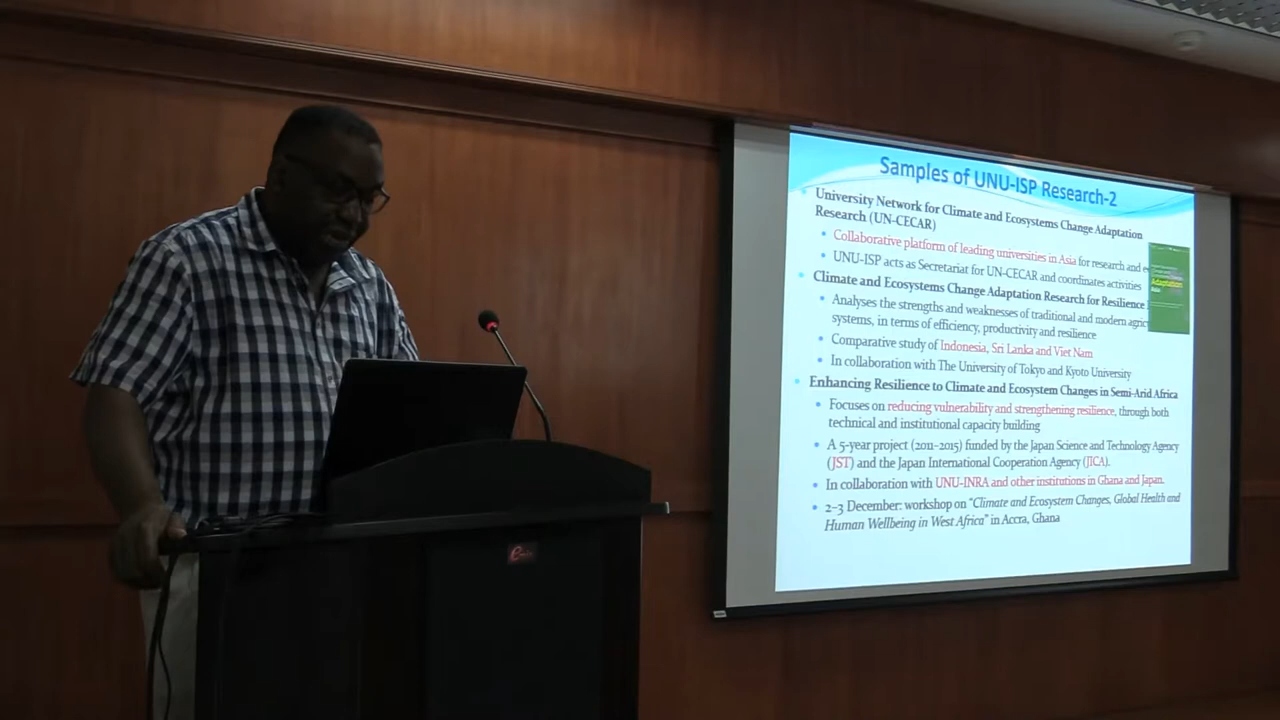 Samples of UNU-ISP Research-2
University Network for Climate and Ecosystems Change Adaptation
Research (UN-CECAR)
Collaborative platform of leading universities in Asia for research and e
UNU-ISP acts as Secretariat for UN-CECAR and coordinates activities
Climate and Ecosystems Change Adaptation Research for Resilience
Analyses the strengths and weaknesses of traditional and modern agric
systems, in terms of efficiency, productivity and resilience
Comparative study of Indonesia, Sri Lanka and Viet Nam
In collaboration with The University of Tokyo and Kyoto University
Enhancing Resilience to Climate and Ecosystem Changes in Semi-Arid Africa
Focuses on reducing vulnerability and strengthening resilience, through both
technical and institutional capacity building
A 5-year project (2011-2015) funded by the Japan Science and Technology Agency
(JST) and the Japan International Cooperation Agency (JICA).
In collaboration with UNU-INRA and other institutions in Ghana and Japan.
2-3 December: workshop on "Climate and Ecosystem Changes, Global Health and
Human Wellbeing in West Africa" in Accra, Ghana
Adaptation
Asia